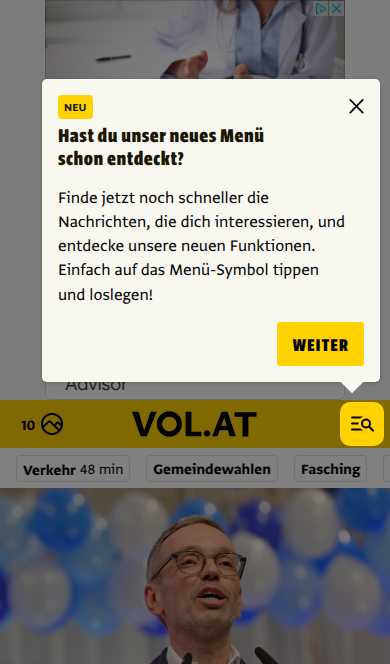 NEU
Hast du unser neues Menü
schon entdeckt?
Finde jetzt noch schneller die
Nachrichten, die dich interessieren, und
entdecke unsere neuen Funktionen.
Einfach auf das Menü-Symbol tippen
und loslegen!
WEITER
Advisor
10
VOL.AT
Verkehr 48 min
Gemeindewahlen
Fasching